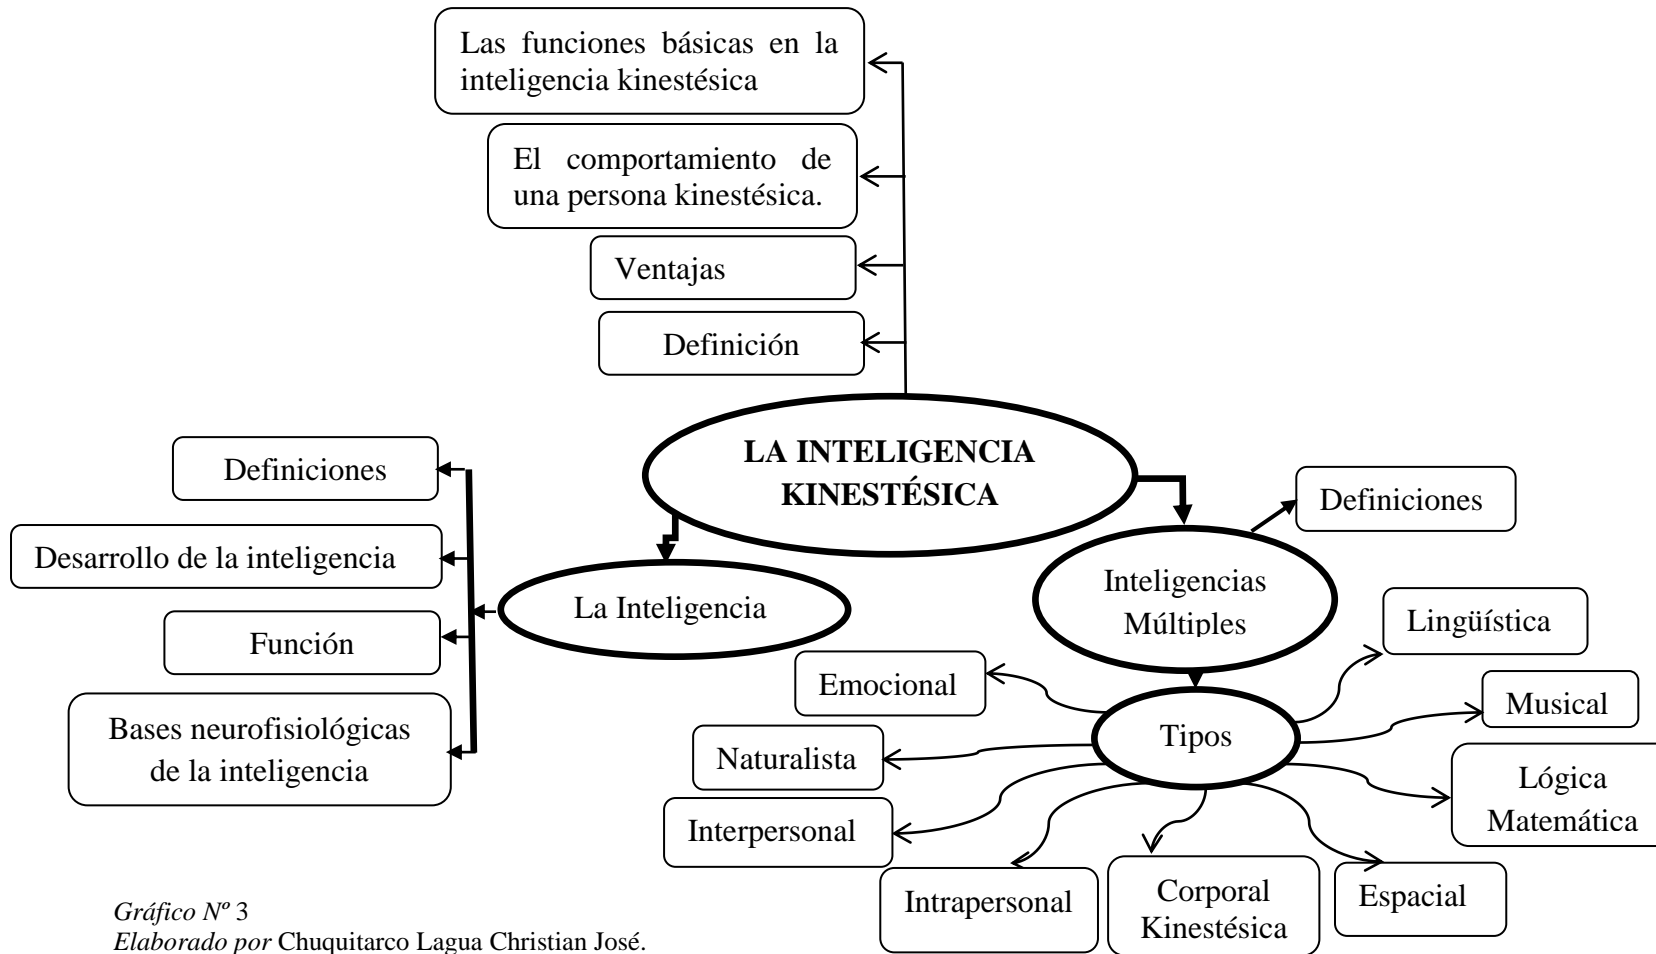 Las funciones básicas en la
inteligencia kinestésica
El comportamiento de
una persona kinestésica.
Ventajas
Definición
LA INTELIGENCIA
KINESTÉSICA
Definiciones
Desarrollo de la inteligencia
Función
Bases neurofisiológicas
de la inteligencia
La Inteligencia
Definiciones
Inteligencias
Múltiples
Lingüística
Emocional
Musical
Tipos
Naturalista
Lógica
Matemática
Interpersonal
Intrapersonal
Corporal
Kinestésica
Espacial
Gráfico Nº 3
Elaborado por Chuquitarco Lagua Christian José.